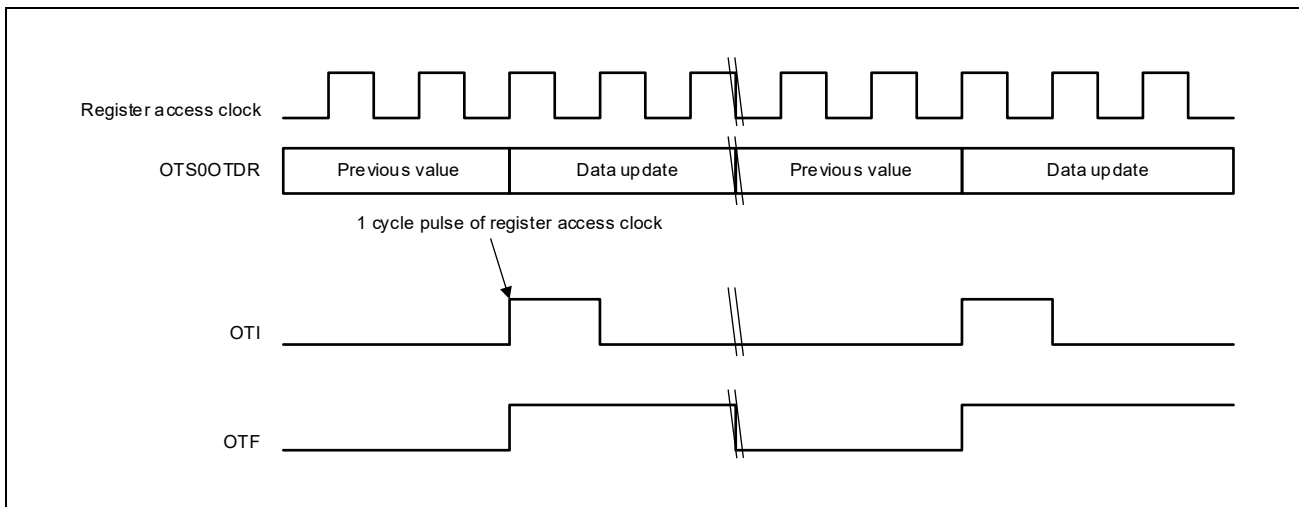 Register access clock
OTS0OTDR Previous value Data update Previous value Data update
1 cycle pulse of register access clock
OTI
OTF